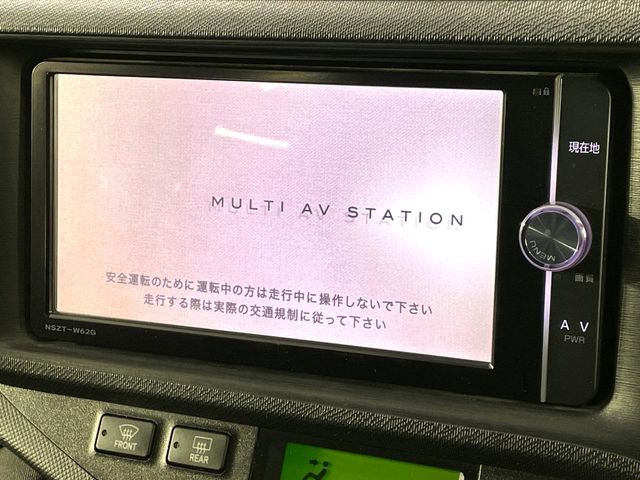 現在地
MULTI AV STATION
MENU
画質
安全運転のために運転中の方は走行中に操作しないで下さい
走行する際は実際の交通規制に従って下さい
AV
PWR
NSZT-W62G
FRONT
REAR